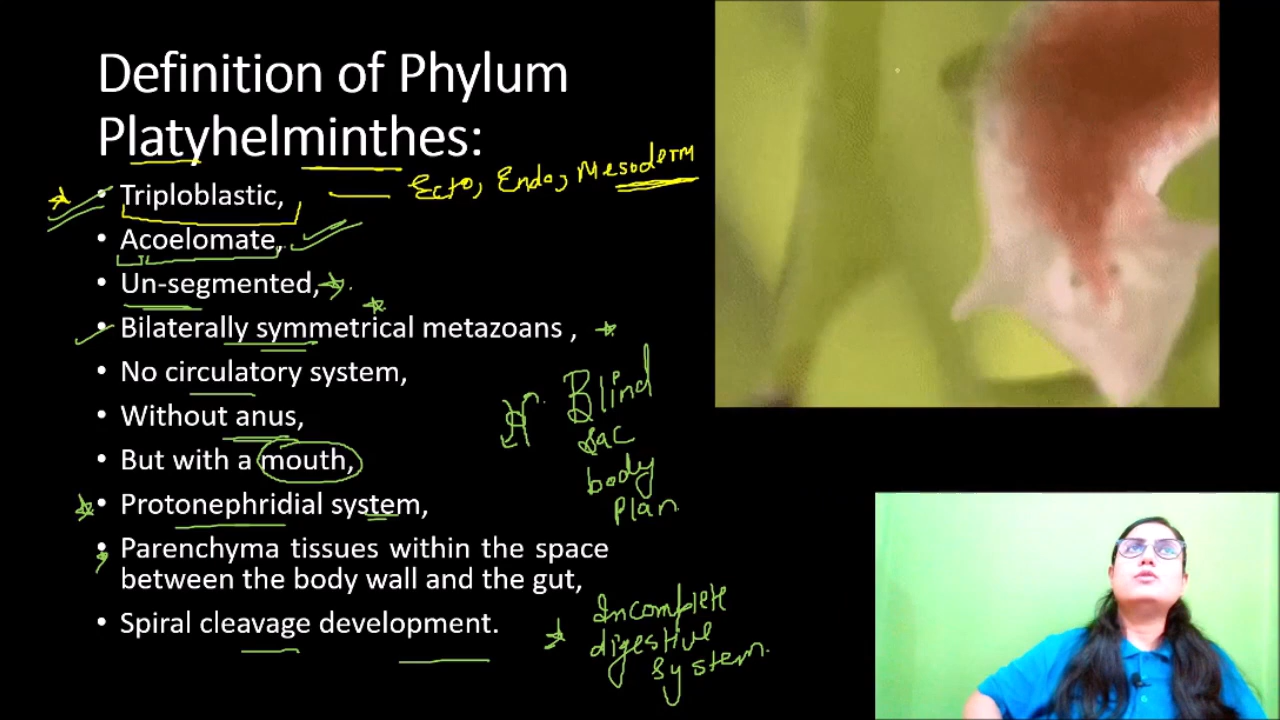 Definition of Phylum
Platyhelminthes:
• Triploblastic,
Ecto, Endo, Mesoderm
• Acoelomate,
• Un-segmented,
• Bilaterally symmetrical metazoans ,
• No circulatory system,
• Without anus,
• But with a mouth,
• Protonephridial system,
• Parenchyma tissues within the space
between the body wall and the gut,
• Spiral cleavage development.
Blind
sac
body
plan
Incomplete
digestive
system.